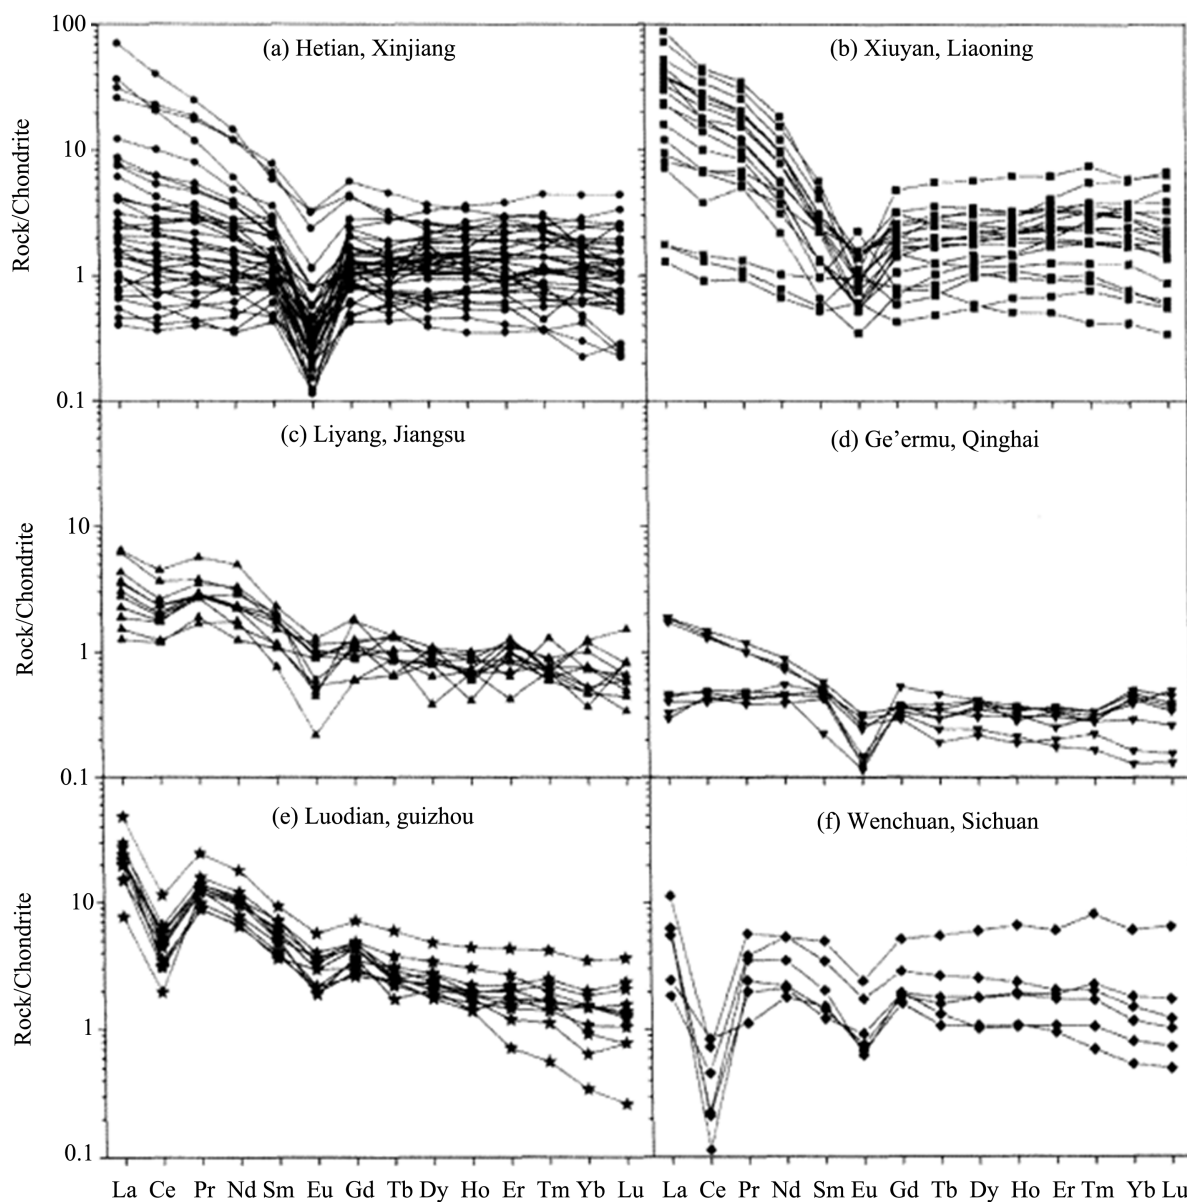 100
(a) Hetian, Xinjiang
(b) Xiuyan, Liaoning
10
Rock/Chondrite
1
0.1
(c) Liyang, Jiangsu
(d) Ge’ermu, Qinghai
10
Rock/Chondrite
1
0.1
(e) Luodian, guizhou
(f) Wenchuan, Sichuan
10
Rock/Chondrite
1
0.1
La Ce Pr Nd Sm Eu Gd Tb Dy Ho Er Tm Yb Lu
La Ce Pr Nd Sm Eu Gd Tb Dy Ho Er Tm Yb Lu